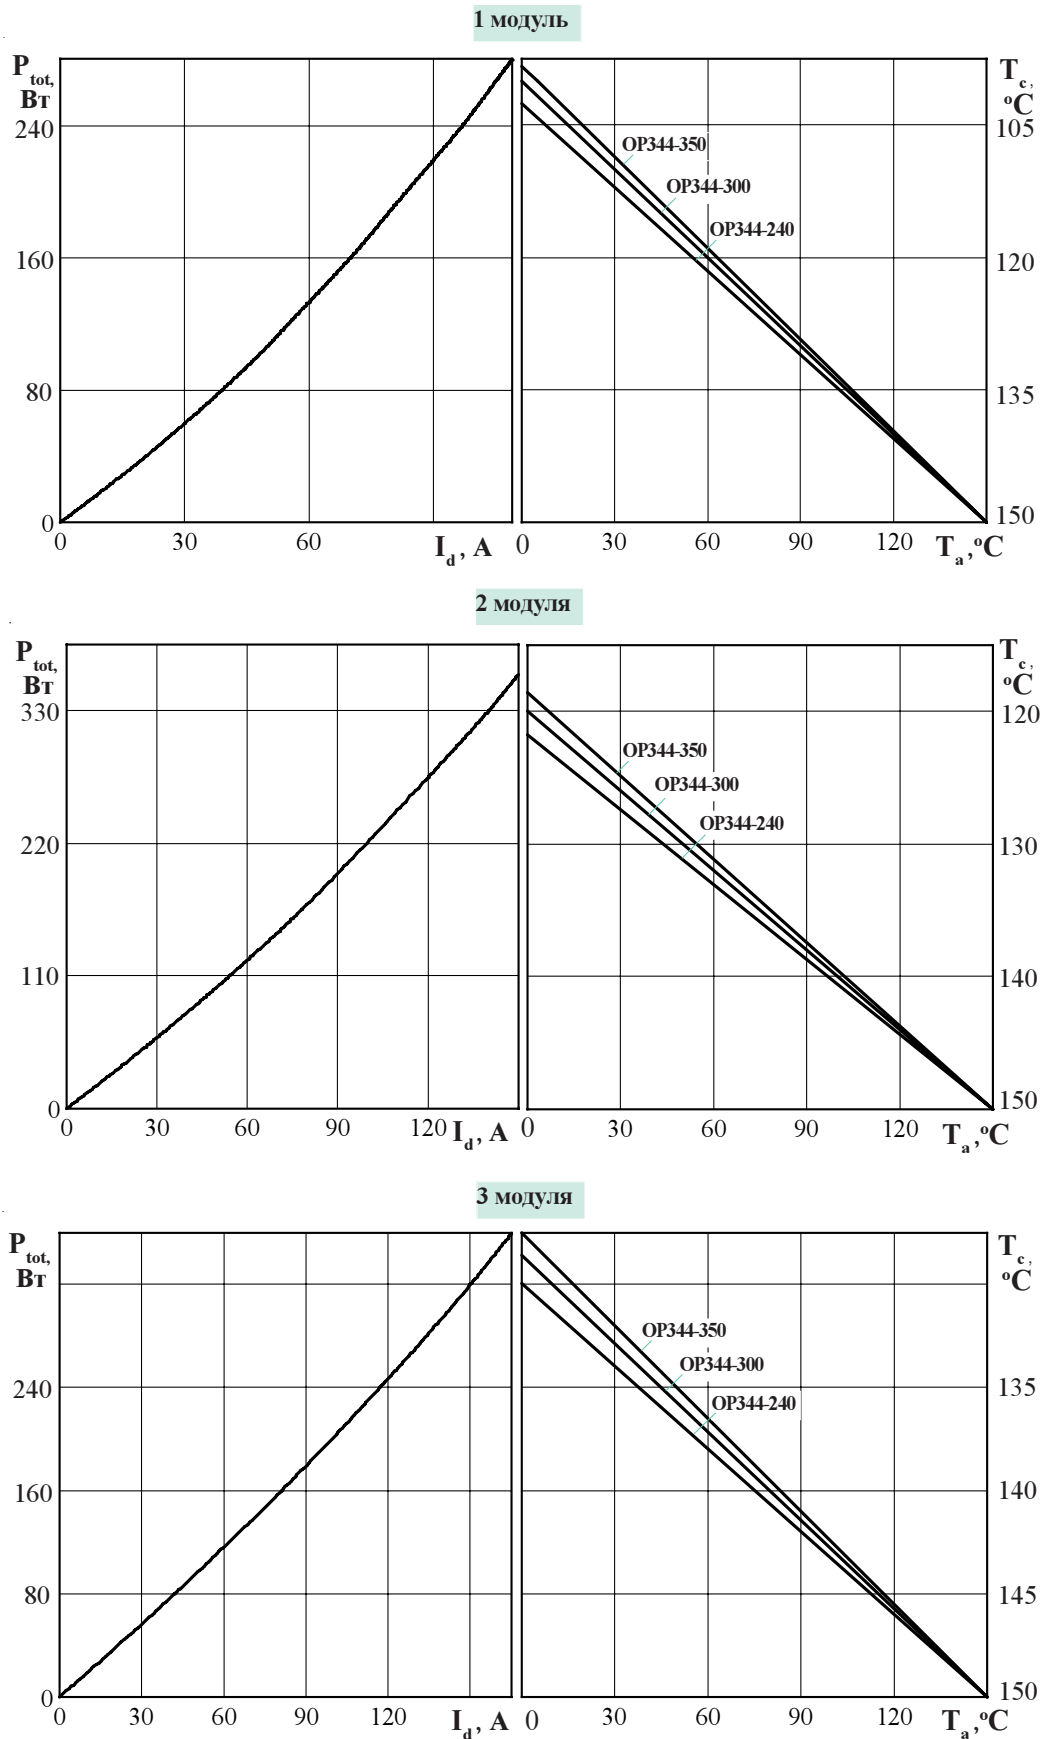 1 модуль
P tot, Вт
T c, °C
240
105
OP344-350
OP344-300
OP344-240
160
120
80
135
0
150
0 30 60 I d, A
0 30 60 90 120 T a, °C
2 модуля
P tot, Вт
T c, °C
330
120
OP344-350
OP344-300
OP344-240
220
130
110
140
0
150
0 30 60 90 120 I d, A
0 30 60 90 120 T a, °C
3 модуля
P tot, Вт
T c, °C
OP344-350
OP344-300
OP344-240
240
135
160
140
80
145
0
150
0 30 60 90 120 I d, A
0 30 60 90 120 T a, °C